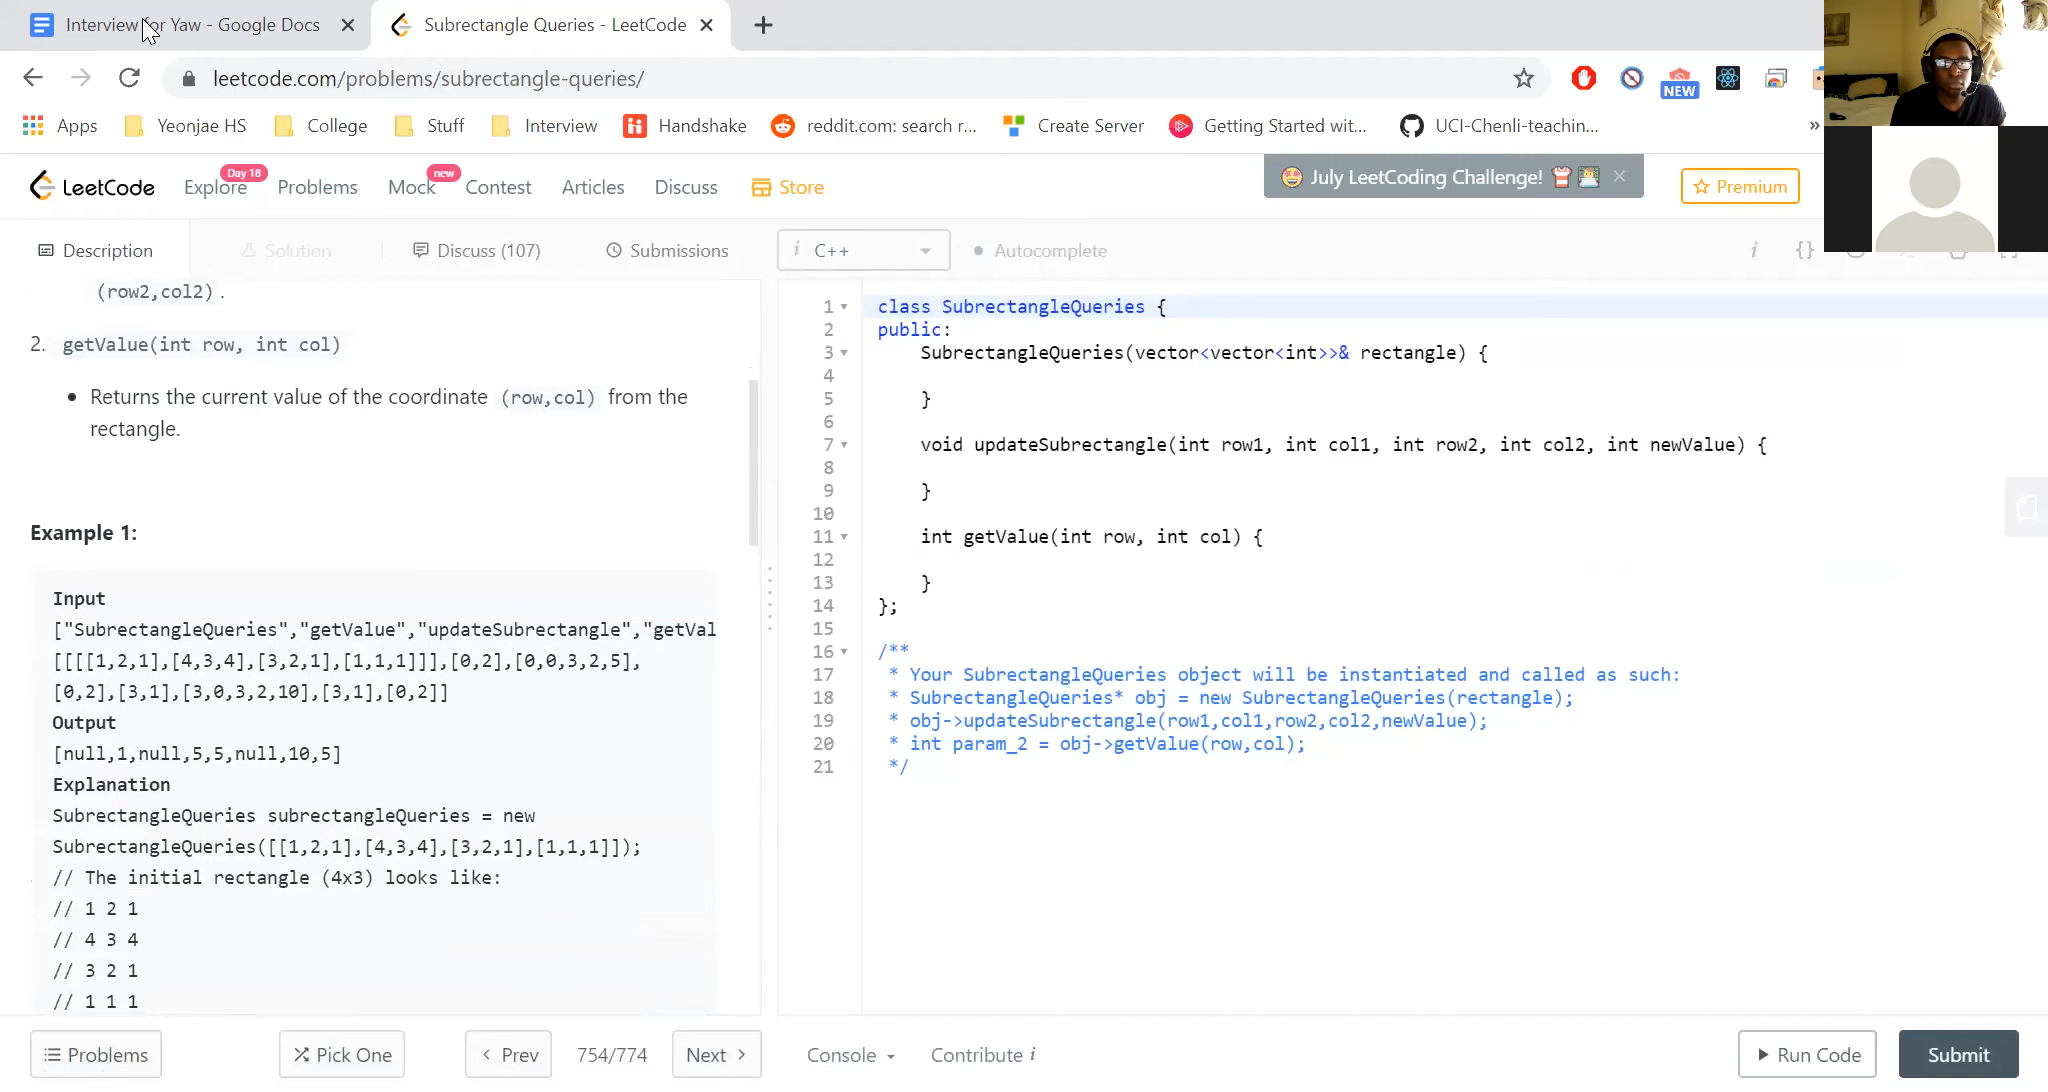 Interview for Yaw - Google Docs
Subrectangle Queries - LeetCode
leetcode.com/problems/subrectangle-queries/
NEW
Apps
Yeonjae HS
College
Stuff
Interview
Handshake
reddit.com: search r...
Create Server
Getting Started wit...
UCI-Chenli-teachin...
»
LeetCode
Explore
Day 18
Problems
Mock
new
Contest
Articles
Discuss
Store
July LeetCoding Challenge!
Premium
Description
Solution
Discuss (107)
Submissions
i C++
Autocomplete
i {}
(row2,col2).
2. getValue(int row, int col)
• Returns the current value of the coordinate (row,col) from the
rectangle.
Example 1:
Input
["SubrectangleQueries","getValue","updateSubrectangle","getVal
[[[[1,2,1],[4,3,4],[3,2,1],[1,1,1]]],[0,2],[0,0,3,2,5],
[0,2],[3,1],[3,0,3,2,10],[3,1],[0,2]]
Output
[null,1,null,5,5,null,10,5]
Explanation
SubrectangleQueries subrectangleQueries = new
SubrectangleQueries([[1,2,1],[4,3,4],[3,2,1],[1,1,1]]);
// The initial rectangle (4x3) looks like:
// 1 2 1
// 4 3 4
// 3 2 1
// 1 1 1
1 class SubrectangleQueries {
2 public:
3 SubrectangleQueries(vector<vector<int>>& rectangle) {
4
5 }
6
7 void updateSubrectangle(int row1, int col1, int row2, int col2, int newValue) {
8
9 }
10
11 int getValue(int row, int col) {
12
13 }
14 };
15
16 /**
17 * Your SubrectangleQueries object will be instantiated and called as such:
18 * SubrectangleQueries* obj = new SubrectangleQueries(rectangle);
19 * obj->updateSubrectangle(row1,col1,row2,col2,newValue);
20 * int param_2 = obj->getValue(row,col);
21 */
Problems
Pick One
Prev
754/774
Next
Console
Contribute i
Run Code
Submit